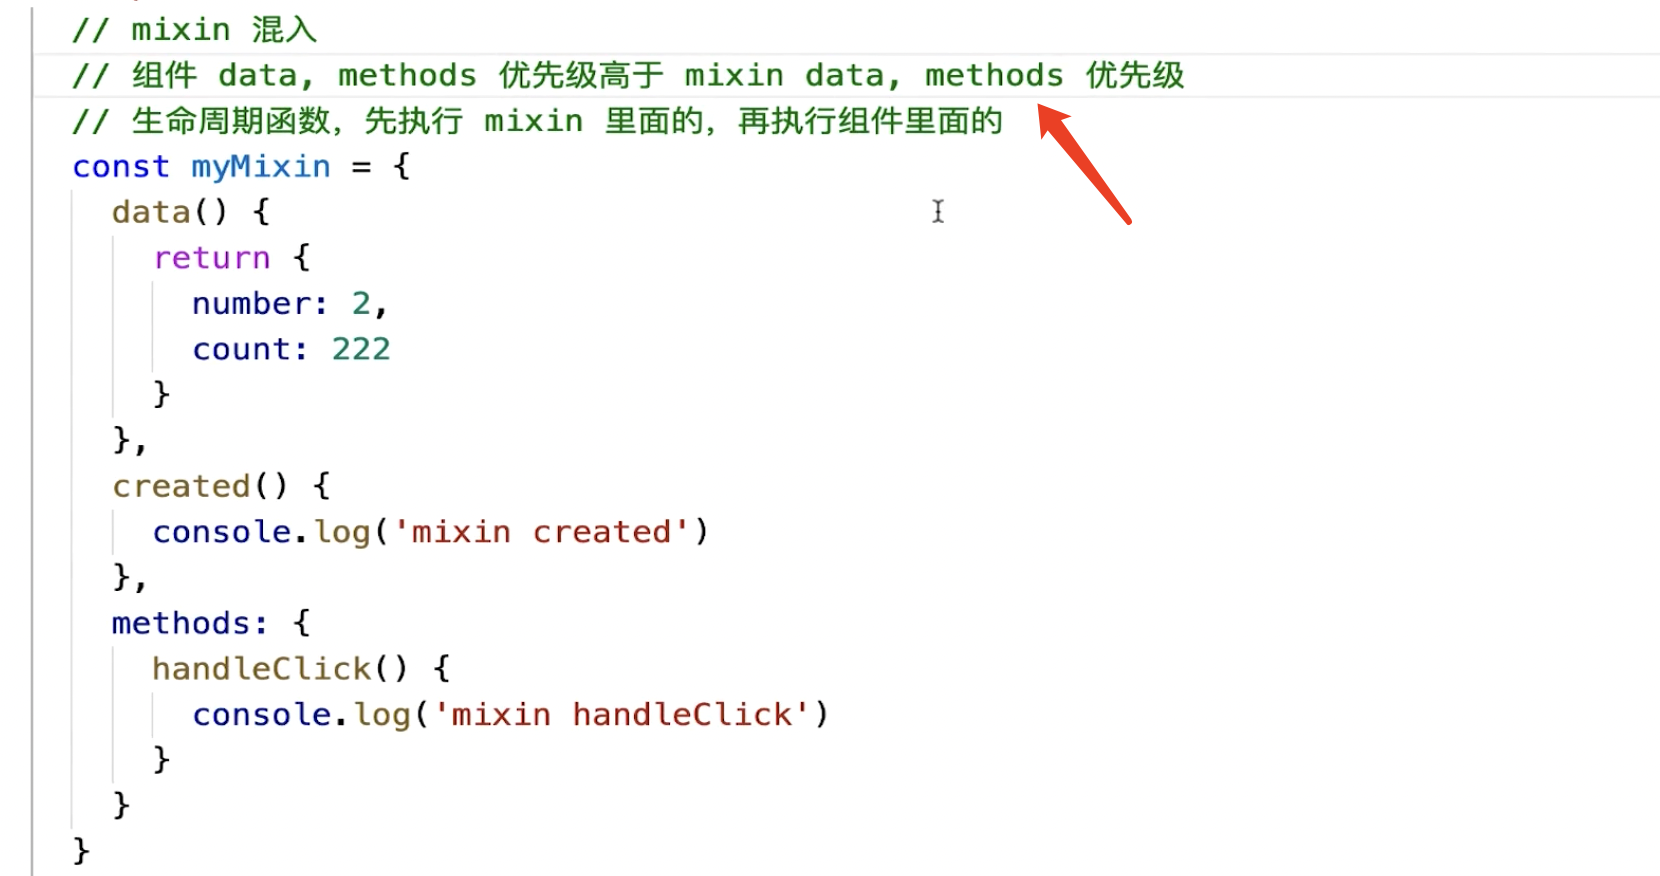 // mixin 混入
// 组件 data, methods 优先级高于 mixin data, methods 优先级
// 生命周期函数，先执行 mixin 里面的，再执行组件里面的
const myMixin = {
  data() {
    return {
      number: 2,
      count: 222
    }
  },
  created() {
    console.log('mixin created')
  },
  methods: {
    handleClick() {
      console.log('mixin handleClick')
    }
  }
}